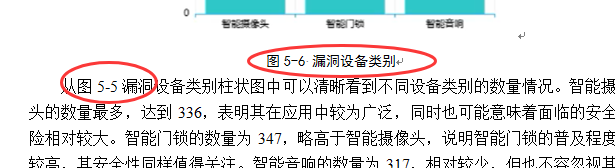 0
智能摄像头 智能门锁 智能音响
图 5-6 漏洞设备类别
从图 5-5 漏洞设备类别柱状图中可以清晰看到不同设备类别的数量情况。智能摄
头的数量最多，达到 336，表明其在应用中较为广泛，同时也可能意味着面临的安全
险相对较大。智能门锁的数量为 347，略高于智能摄像头，说明智能门锁的普及程度
较高，其安全性同样值得关注。智能音响的数量为 317，相对较少，但也不容忽视其